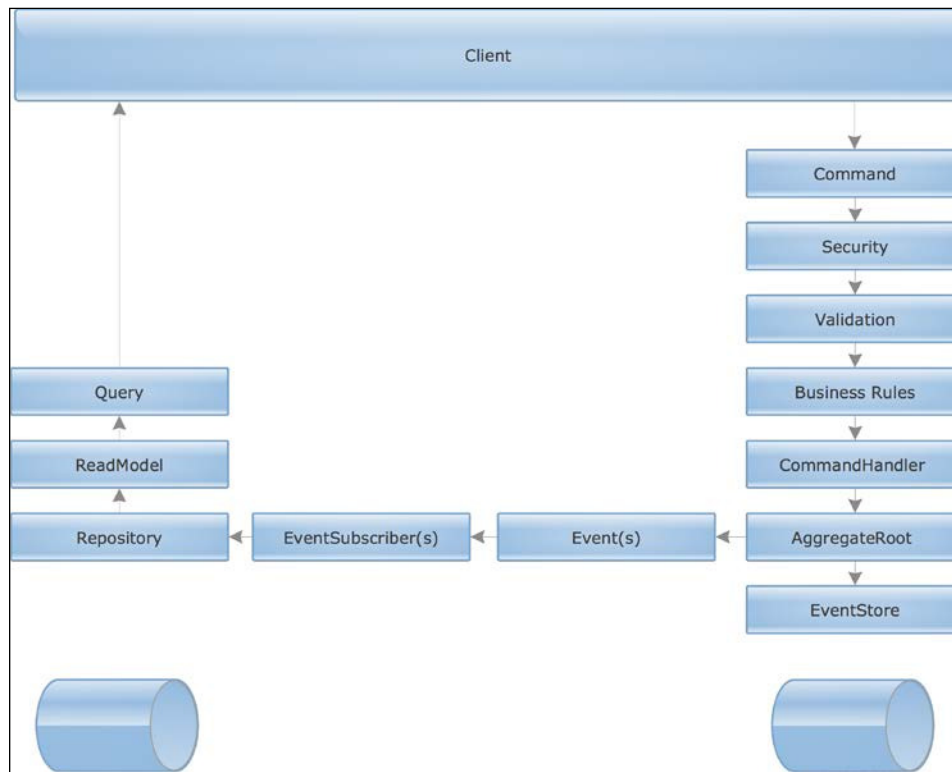 Client
Command
Security
Validation
Query
Business Rules
ReadModel
CommandHandler
Repository
EventSubscriber(s)
Event(s)
AggregateRoot
EventStore